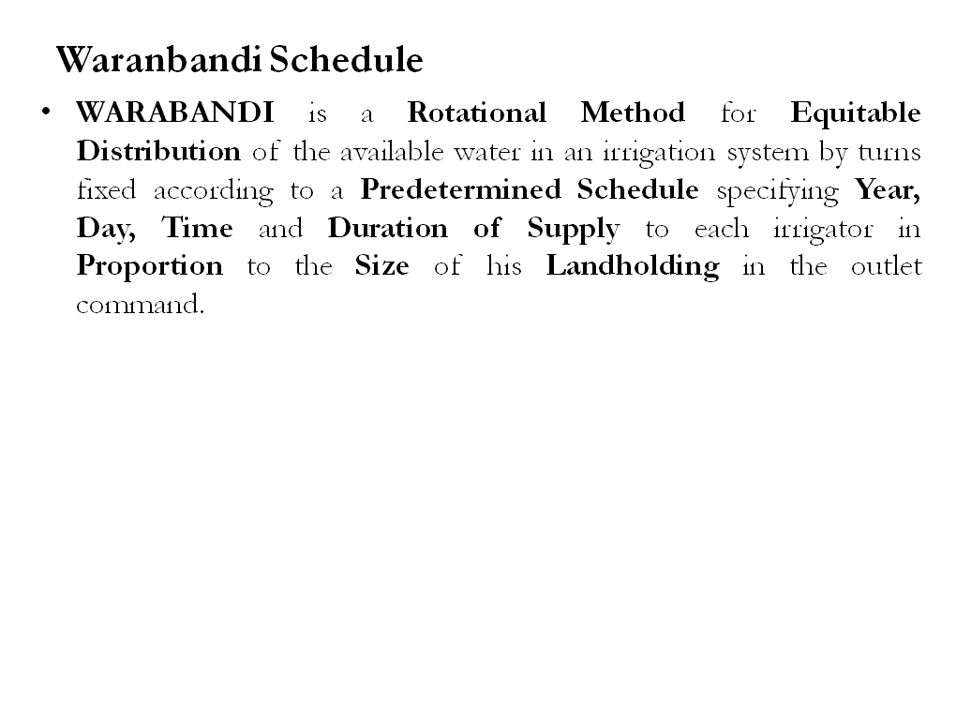 Waranbandi Schedule
• WARABANDI is a Rotational Method for Equitable
Distribution of the available water in an irrigation system by turns
fixed according to a Predetermined Schedule specifying Year,
Day, Time and Duration of Supply to each irrigator in
Proportion to the Size of his Landholding in the outlet
command.